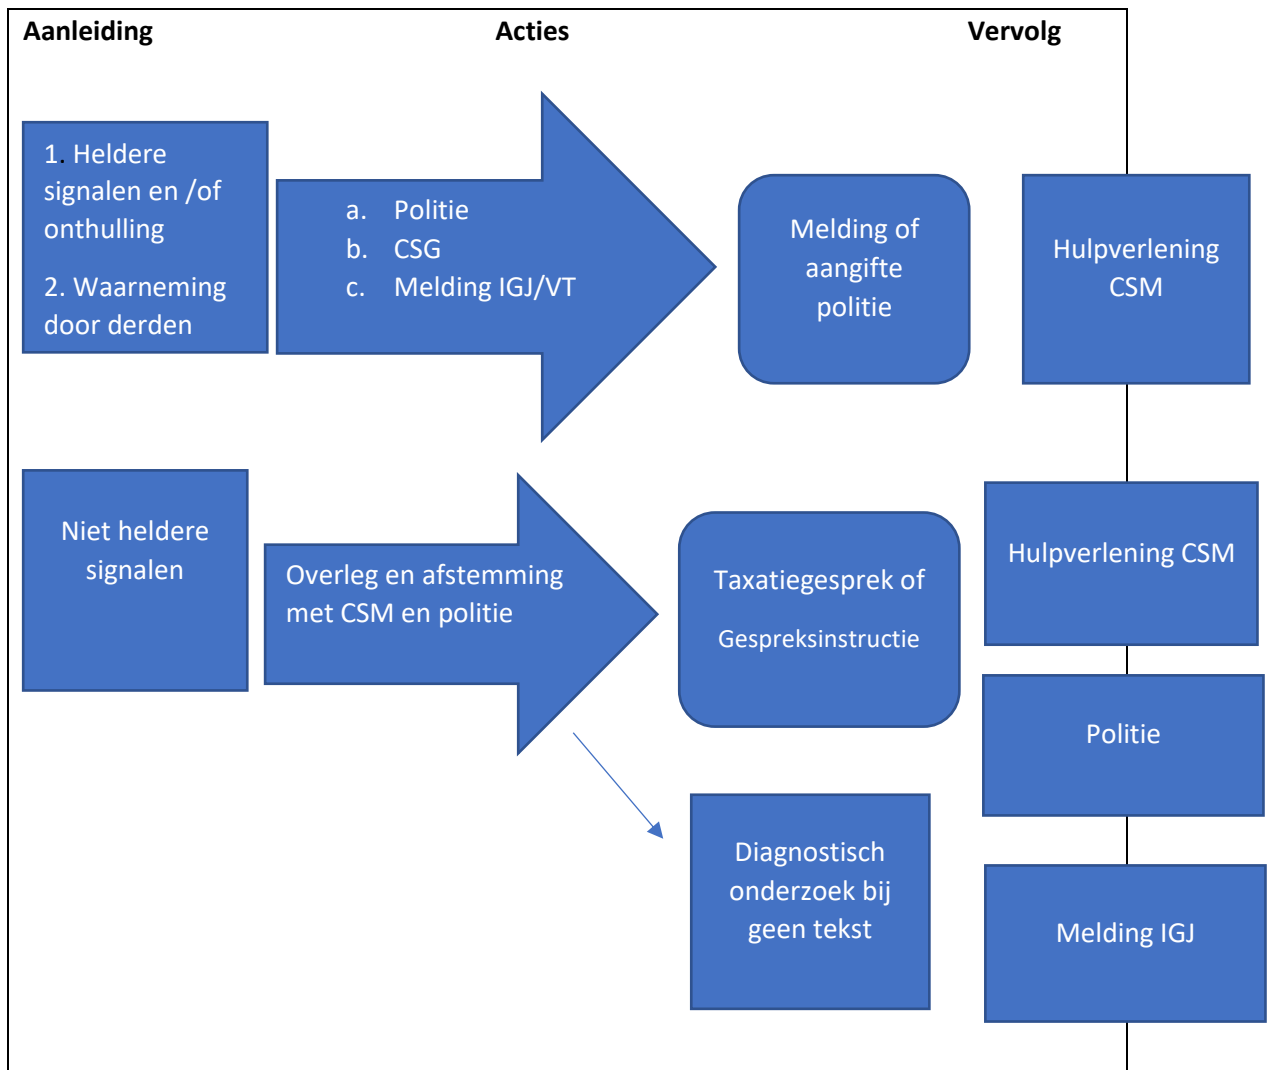 Aanleiding Acties Vervolg
1. Heldere
signalen en /of
onthulling
2. Waarneming
door derden
a. Politie
b. CSG
c. Melding IGJ/VT
Melding of
aangifte
politie
Hulpverlening
CSM
Niet heldere
signalen
Overleg en afstemming
met CSM en politie
Taxatiegesprek of
Gespreksinstructie
Hulpverlening CSM
Politie
Diagnostisch
onderzoek bij
geen tekst
Melding IGJ